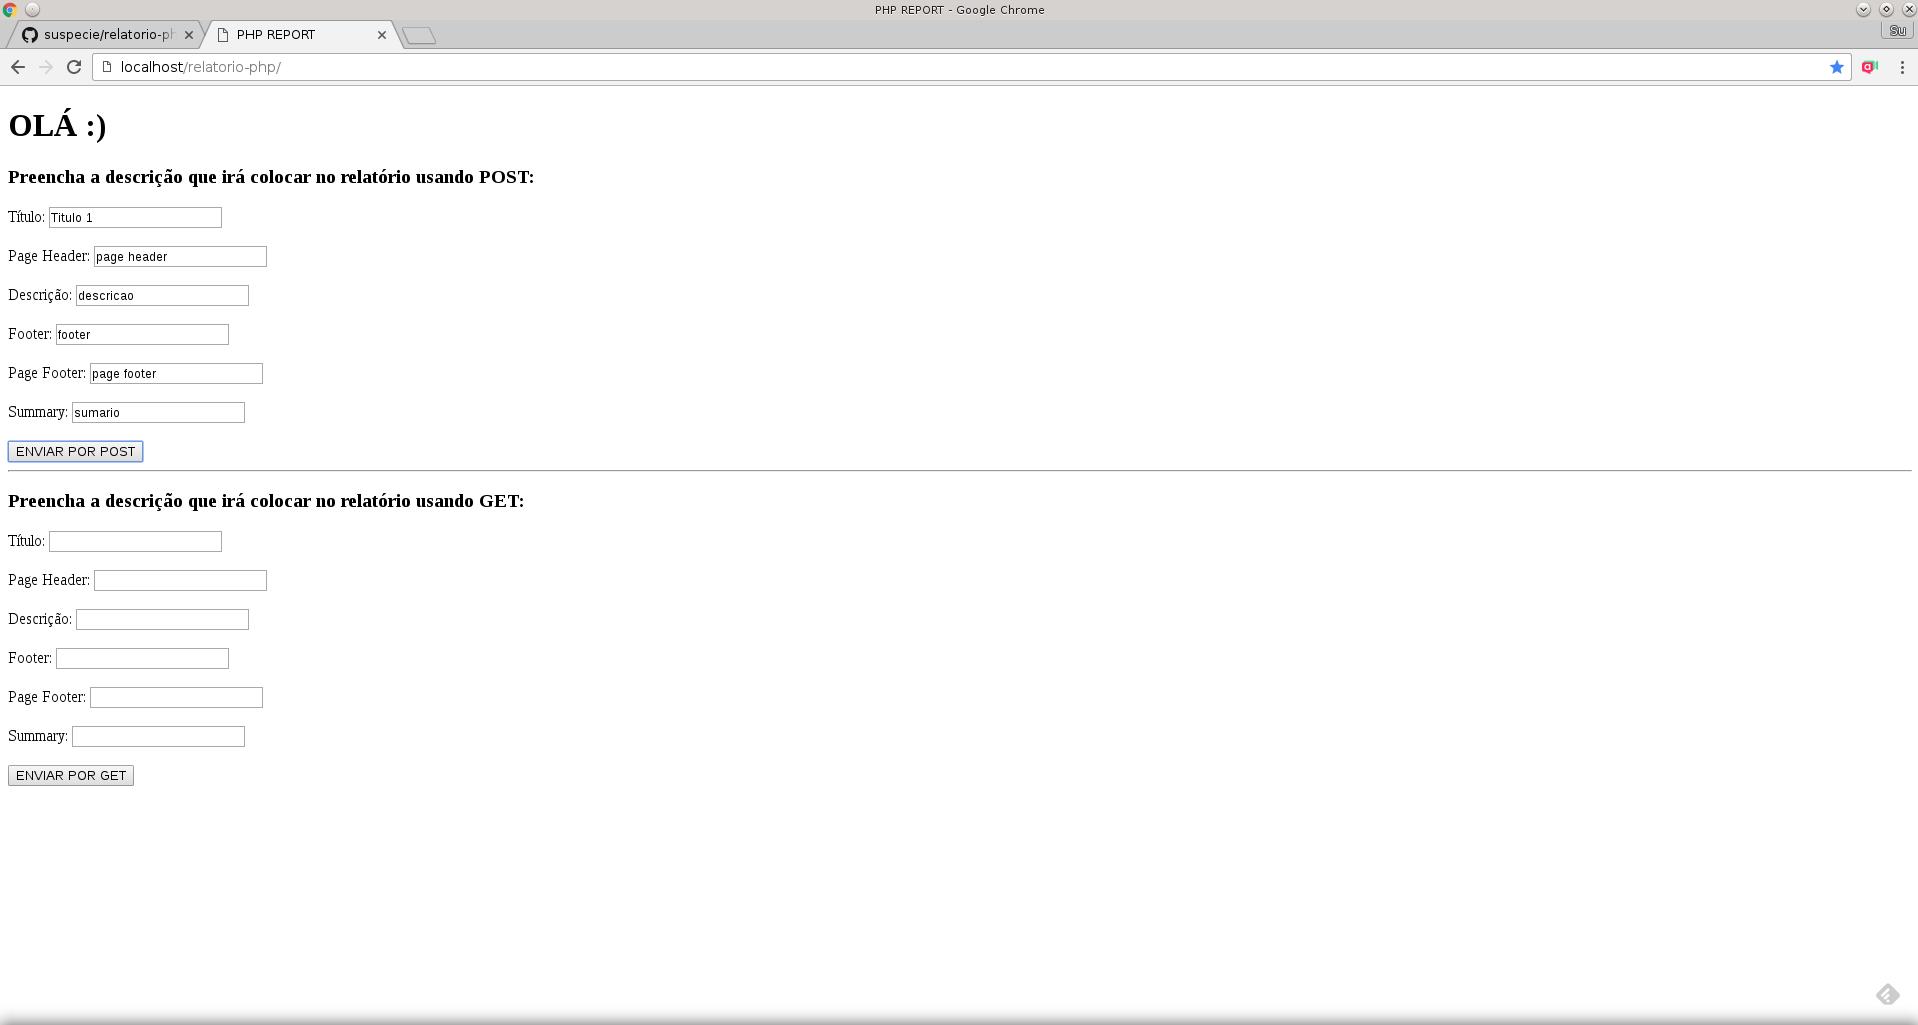 PHP REPORT - Google Chrome
suspecie/relatorio-ph
PHP REPORT
Su
localhost/relatorio-php/
OLÁ :)
Preencha a descrição que irá colocar no relatório usando POST:
Título: Titulo 1
Page Header: page header
Descrição: descricao
Footer: footer
Page Footer: page footer
Summary: sumario
ENVIAR POR POST
Preencha a descrição que irá colocar no relatório usando GET:
Título:
Page Header:
Descrição:
Footer:
Page Footer:
Summary:
ENVIAR POR GET